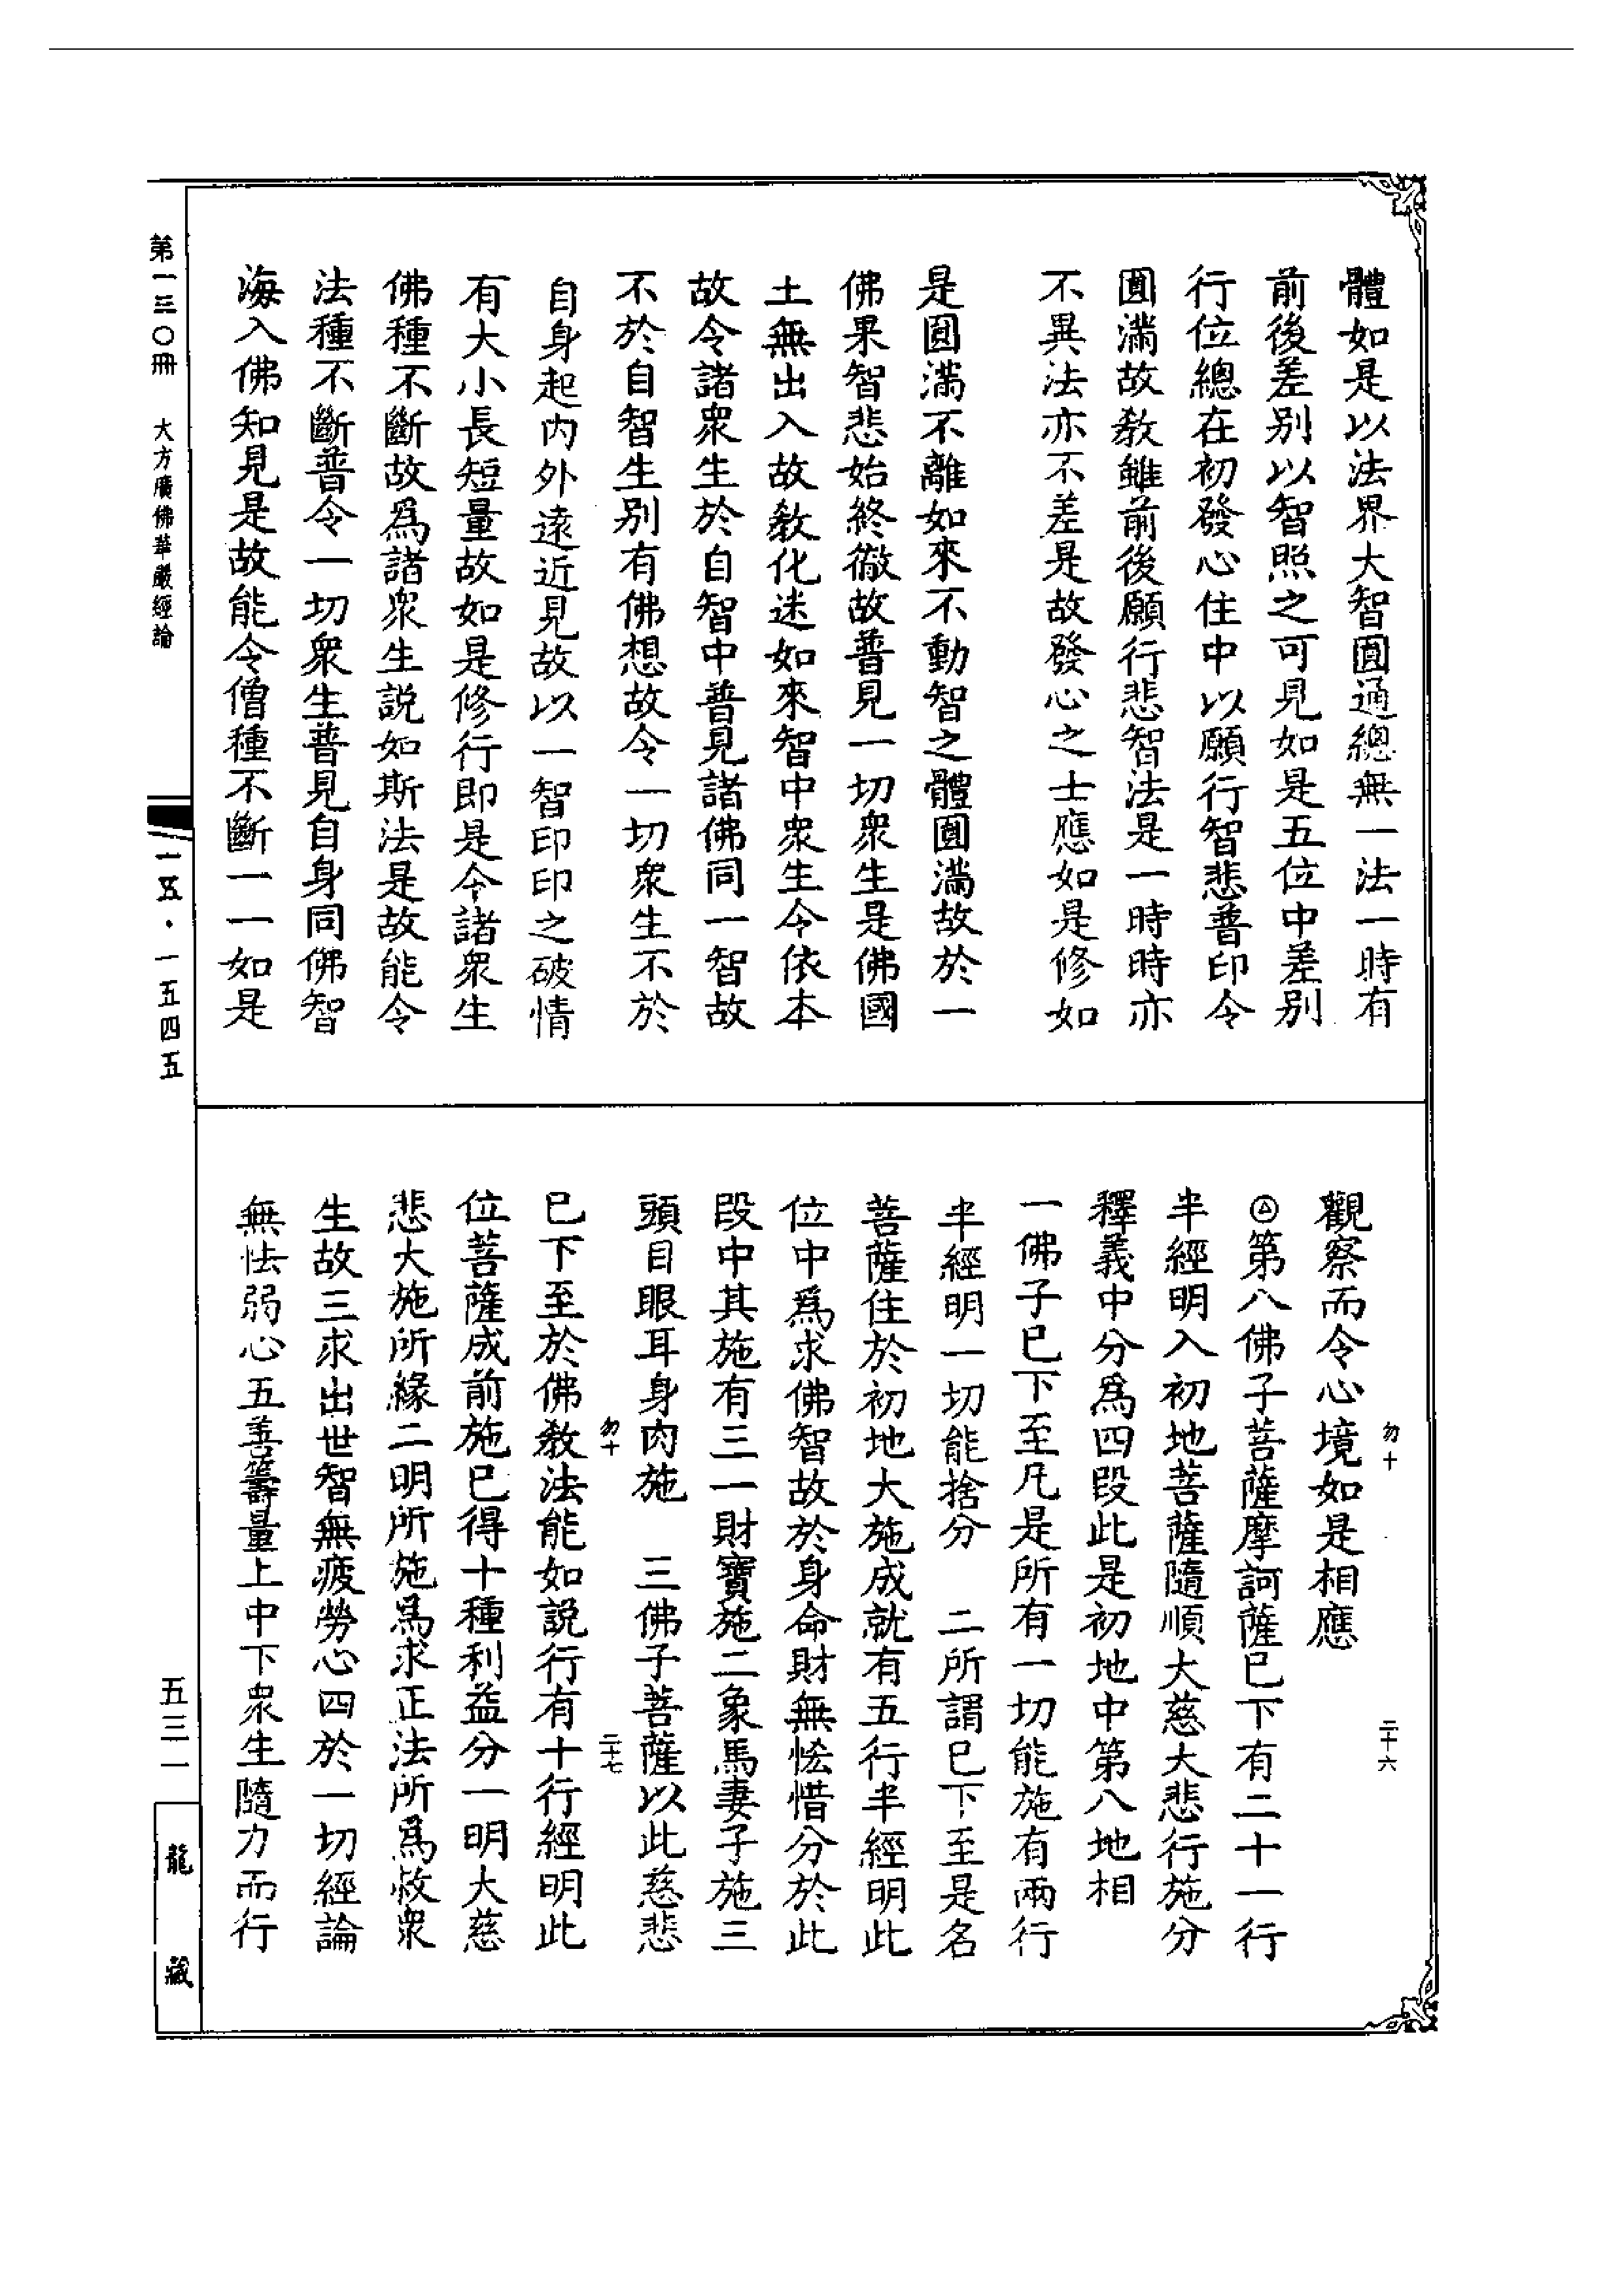 體如是以法界大智圓通總無一法一時有
前後差别以智照之可見如是五位中差别
行位總在初發心住中以願行智悲普印令
圓滿故教雖前後願行悲智法是一時時亦
不異法亦不差是故發心之士應如是修如
是圓滿不離如來不動智之體圓滿故於一
佛果智悲始終徹故普見一切衆生是佛國
土無出入故教化迷如來智中衆生令依本
故令諸衆生於自智中普見諸佛同一智故
不於自智生别有佛想故令一切衆生不於
自身起内外遠近見故以一智印印之破情
有大小長短量故如是修行即是令諸衆生
佛種不斷故爲諸衆生説如斯法是故能令
法種不斷普令一切衆生普見自身同佛智
海入佛知見是故能令僧種不斷一一如是
觀察而令心境如是相應
勿十 二十六
㊁第八佛子菩薩摩訶薩已下有二十一行
半經明入初地菩薩隨順大慈大悲行施分
釋義中分爲四段此是初地中第八地相
一佛子已下至凡是所有一切能施有兩行
半經明一切能捨分 二所謂已下至是名
菩薩住於初地大施成就有五行半經明此
位中爲求佛智故於身命財無恡惜分於此
段中其施有三一財寶施二象馬妻子施三
頭目眼耳身肉施 三佛子菩薩以此慈悲
勿十 二十七
已下至於佛教法能如説行有十行經明此
位菩薩成前施已得十種利益分一明大慈
悲大施所緣二明所施爲求正法所爲救衆
生故三求出世智無疲勞心四於一切經論
無怯弱心五善籌量上中下衆生隨力而行
第一三〇冊 大方廣佛華嚴經論
一五·一五四五
五三一
龍藏